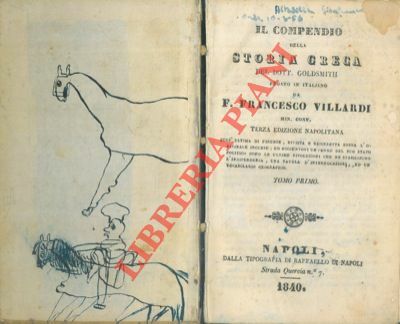 IL COMPENDIO
DELLA
STORIA GRECA
DEL DOTT. GOLDSMITH
RECATO IN ITALIANO
DA
F. FRANCESCO VILLARDI
MIN. CONV.
TERZA EDIZIONE NAPOLITANA
TOMO PRIMO.
NAPOLI,
DALLA TIPOGRAFIA DI RAFFAELLO DI NAPOLI
Strada Quercia n.° 7.
1840.
LIBRERIA PIANI